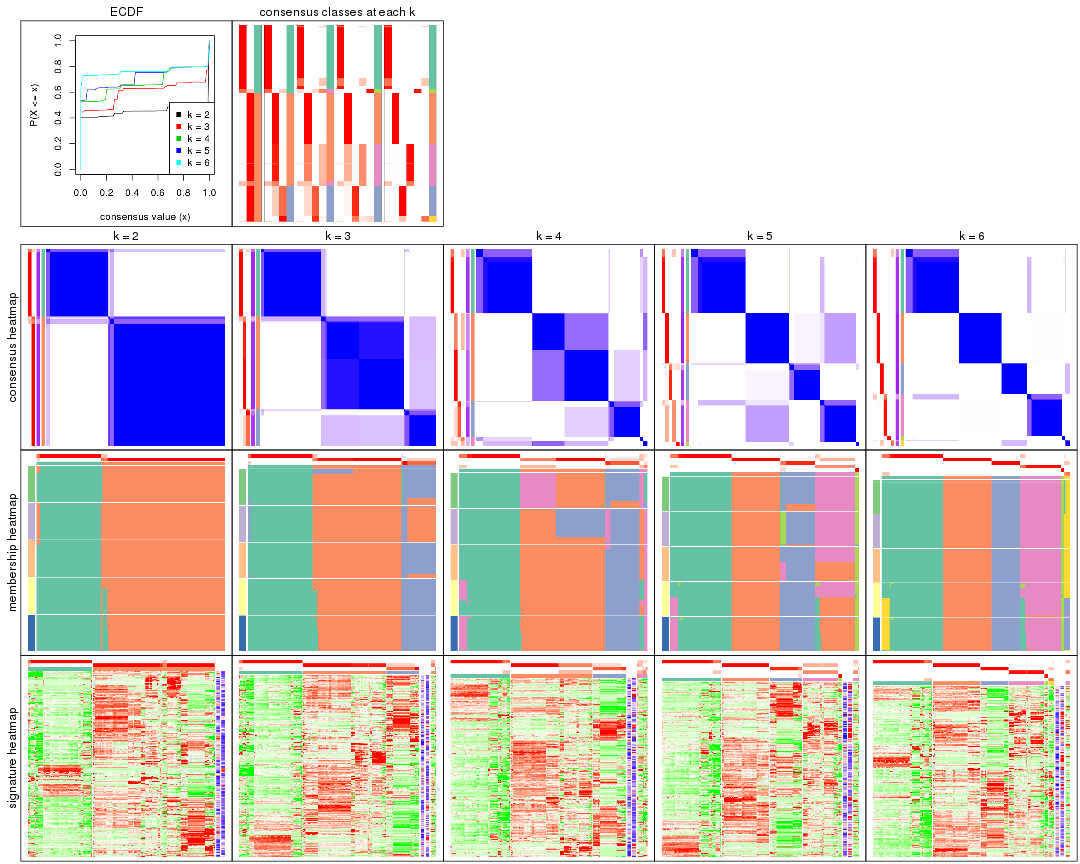 ECDF
consensus classes at each k
P(X <= x)
0.0 0.2 0.4 0.6 0.8 1.0
k = 2
k = 3
k = 4
k = 5
k = 6
0.0 0.2 0.4 0.6 0.8 1.0
consensus value (x)
k = 2
k = 3
k = 4
k = 5
k = 6
consensus heatmap
membership heatmap
signature heatmap